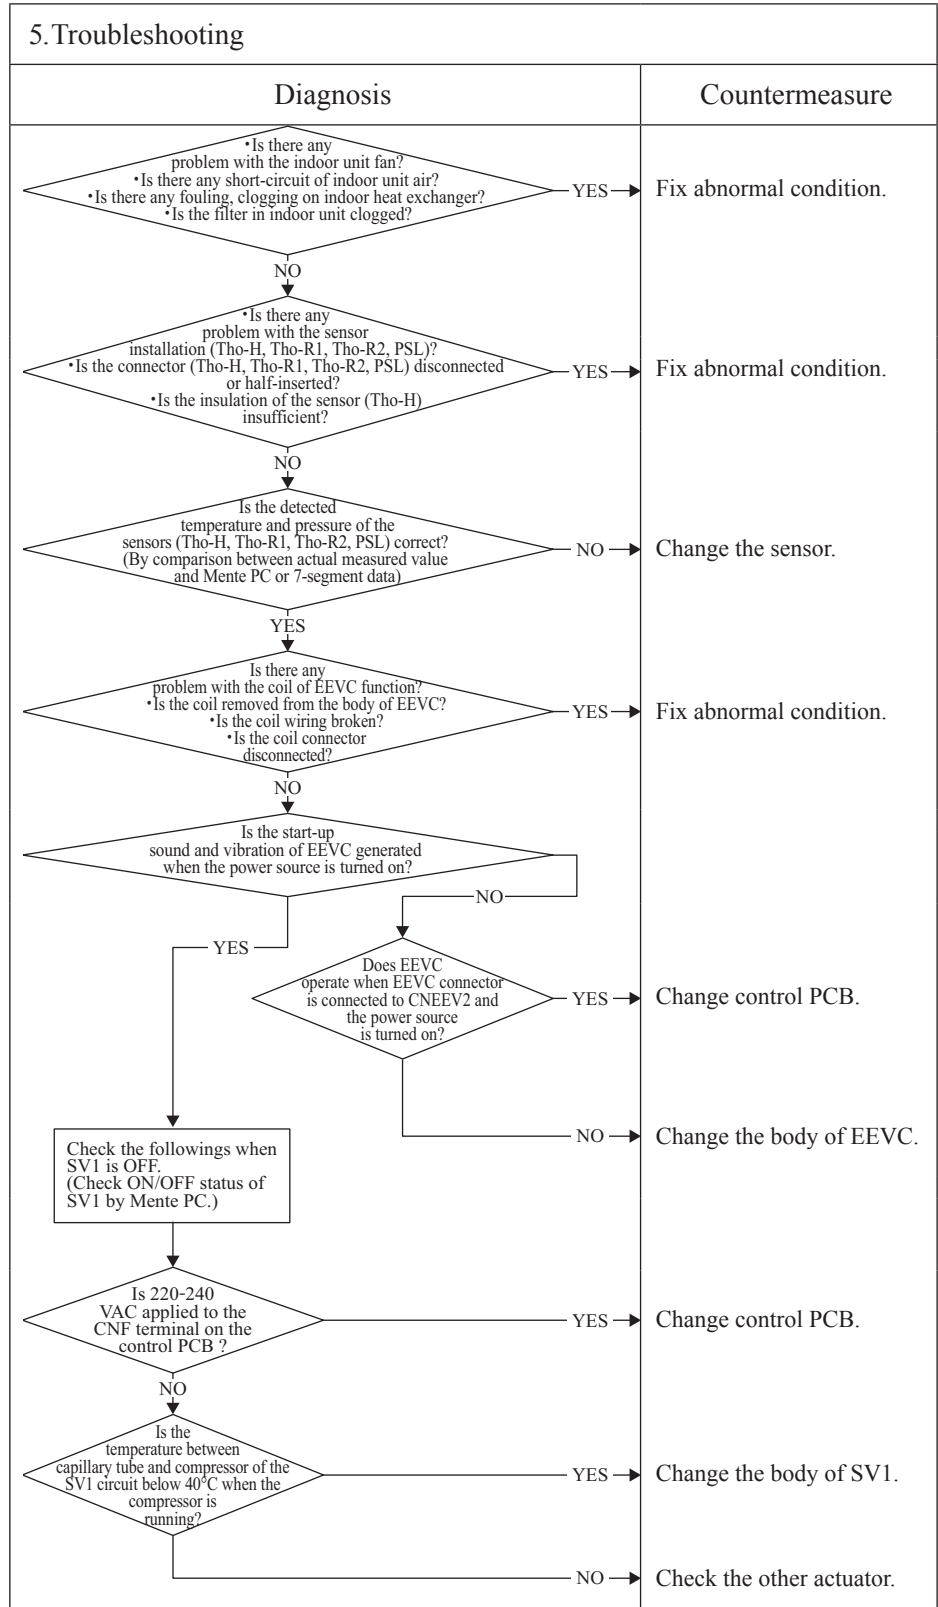 5.Troubleshooting
Diagnosis
Countermeasure
•Is there any
problem with the indoor unit fan?
•Is there any short-circuit of indoor unit air?
•Is there any fouling, clogging on indoor heat exchanger?
•Is the filter in indoor unit clogged?
YES
Fix abnormal condition.
NO
•Is there any
problem with the sensor
installation (Tho-H, Tho-R1, Tho-R2, PSL)?
•Is the connector (Tho-H, Tho-R1, Tho-R2, PSL) disconnected
or half-inserted?
•Is the insulation of the sensor (Tho-H)
insufficient?
YES
Fix abnormal condition.
NO
Is the detected
temperature and pressure of the
sensors (Tho-H, Tho-R1, Tho-R2, PSL) correct?
(By comparison between actual measured value
and Mente PC or 7-segment data)
NO
Change the sensor.
YES
Is there any
problem with the coil of EEVC function?
•Is the coil removed from the body of EEVC?
•Is the coil wiring broken?
•Is the coil connector
disconnected?
YES
Fix abnormal condition.
NO
Is the start-up
sound and vibration of EEVC generated
when the power source is turned on?
NO
YES
Does EEVC
operate when EEVC connector
is connected to CNEEV2 and
the power source
is turned on?
YES
Change control PCB.
NO
Change the body of EEVC.
Check the followings when
SV1 is OFF.
(Check ON/OFF status of
SV1 by Mente PC.)
Is 220-240
VAC applied to the
CNF terminal on the
control PCB ?
YES
Change control PCB.
NO
Is the
temperature between
capillary tube and compressor of the
SV1 circuit below 40°C when the
compressor is
running?
YES
Change the body of SV1.
NO
Check the other actuator.